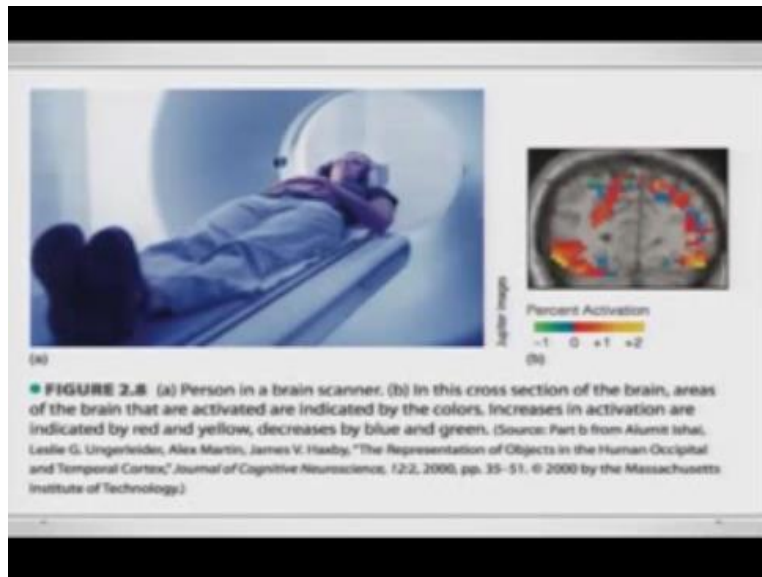 Jupiter Images
Percent Activation
-1 0 +1 +2
(a)
(b)
• FIGURE 2.8 (a) Person in a brain scanner. (b) In this cross section of the brain, areas
of the brain that are activated are indicated by the colors. Increases in activation are
indicated by red and yellow, decreases by blue and green. (Source: Part b from Alumit Ishai,
Leslie G. Ungerleider, Alex Martin, James V. Haxby, "The Representation of Objects in the Human Occipital
and Temporal Cortex," Journal of Cognitive Neuroscience, 12:2, 2000, pp. 35–51. © 2000 by the Massachusetts
Institute of Technology.)